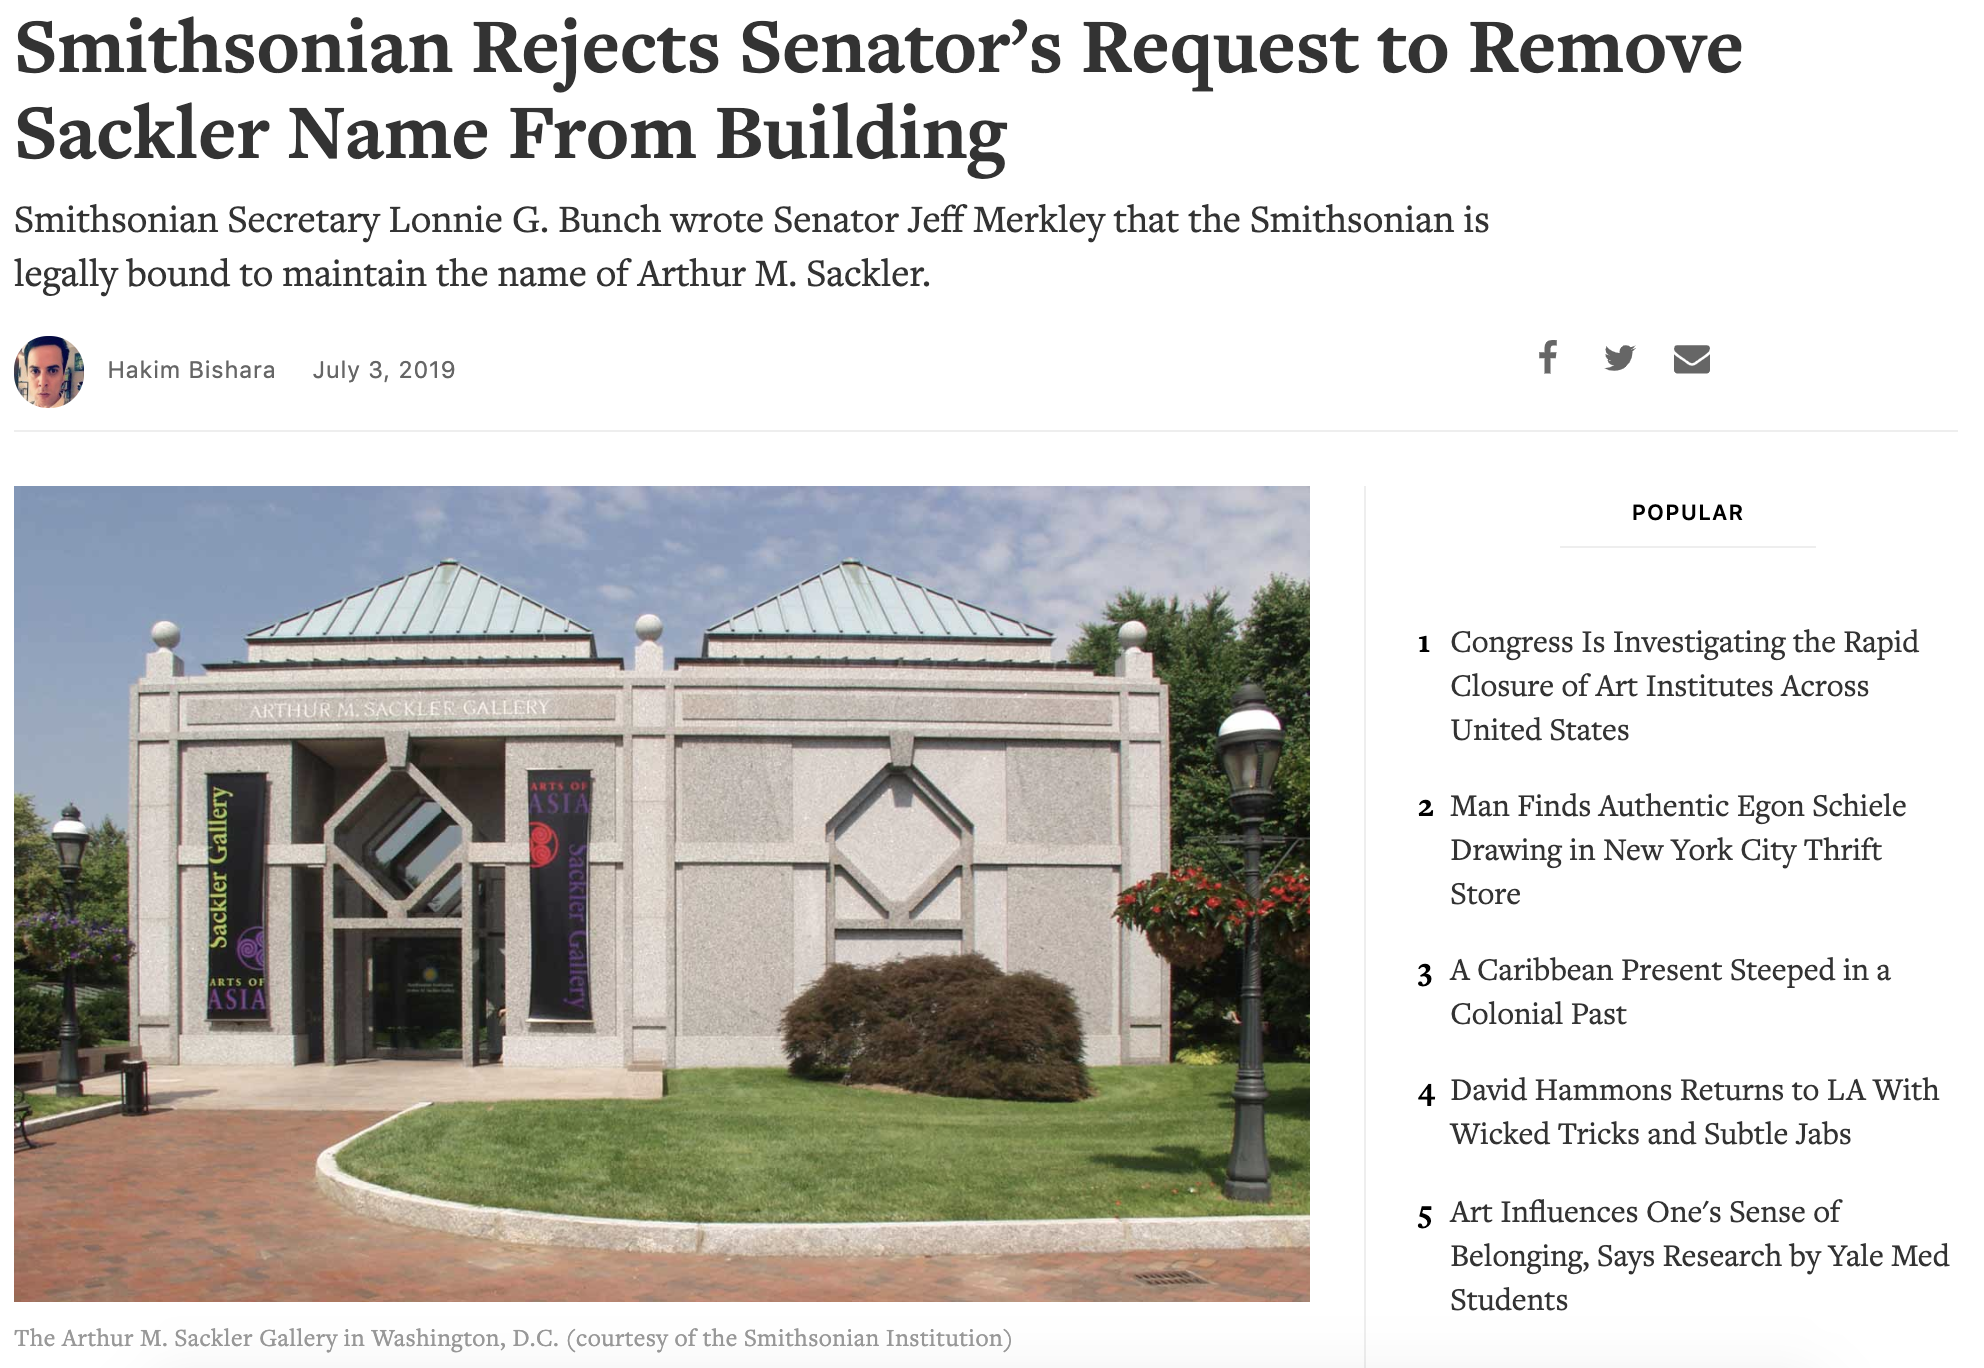 Smithsonian Rejects Senator’s Request to Remove
Sackler Name From Building
Smithsonian Secretary Lonnie G. Bunch wrote Senator Jeff Merkley that the Smithsonian is
legally bound to maintain the name of Arthur M. Sackler.
Hakim Bishara July 3, 2019
ARTHUR M. SACKLER GALLERY
Sackler Gallery
ARTS OF
ASIA
ARTS OF
ASIA
Sackler Gallery
The Arthur M. Sackler Gallery in Washington, D.C. (courtesy of the Smithsonian Institution)
POPULAR
1 Congress Is Investigating the Rapid
Closure of Art Institutes Across
United States
2 Man Finds Authentic Egon Schiele
Drawing in New York City Thrift
Store
3 A Caribbean Present Steeped in a
Colonial Past
4 David Hammons Returns to LA With
Wicked Tricks and Subtle Jabs
5 Art Influences One's Sense of
Belonging, Says Research by Yale Med
Students